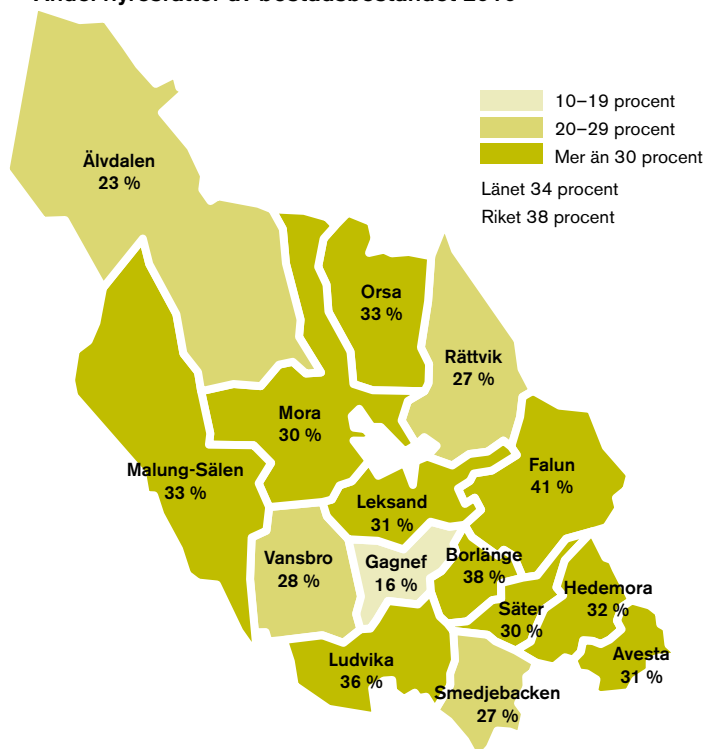 10–19 procent
20–29 procent
Mer än 30 procent
Länet 34 procent
Riket 38 procent
Älvdalen
23 %
Orsa
33 %
Rättvik
27 %
Mora
30 %
Malung-Sälen
33 %
Falun
41 %
Leksand
31 %
Vansbro
28 %
Gagnef
16 %
Borlänge
38 %
Hedemora
32 %
Säter
30 %
Avesta
31 %
Ludvika
36 %
Smedjebacken
27 %